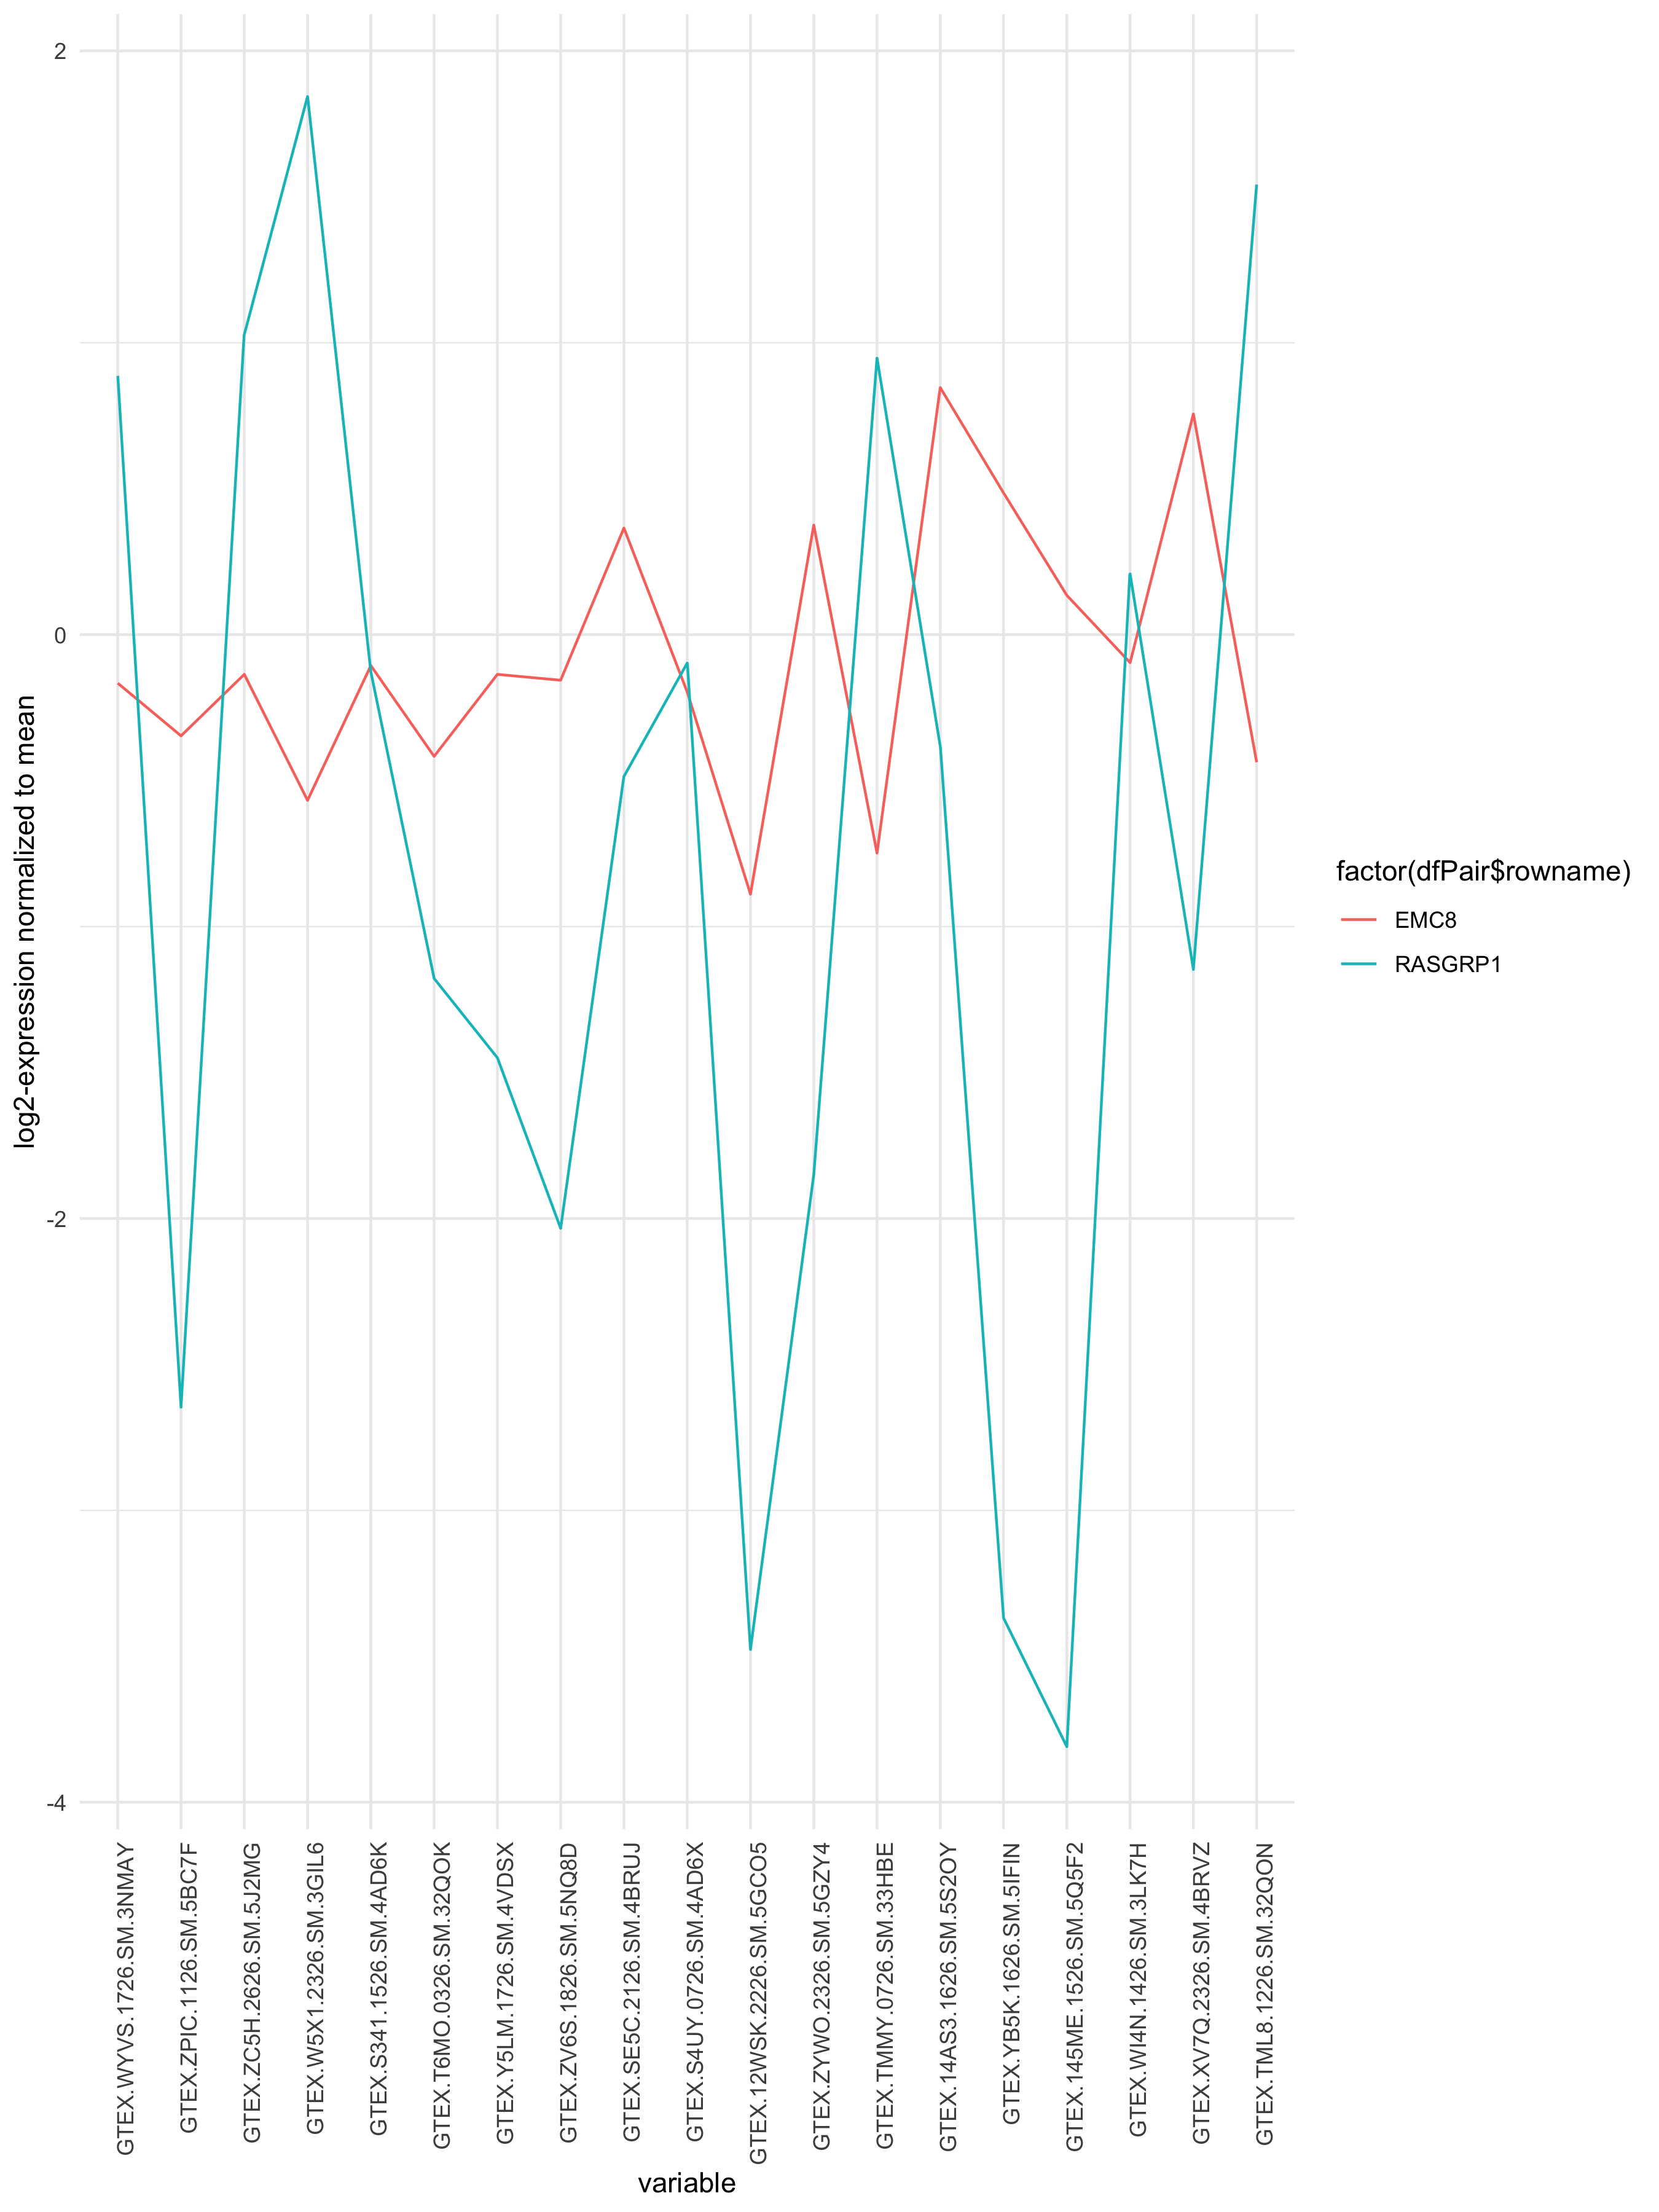 2
0
-2
-4
log2-expression normalized to mean
factor(dfPair$rowname)
EMC8
RASGRP1
GTEX.WYVS.1726.SM.3NMAY
GTEX.ZPIC.1126.SM.5BC7F
GTEX.ZC5H.2626.SM.5J2MG
GTEX.W5X1.2326.SM.3GIL6
GTEX.S341.1526.SM.4AD6K
GTEX.T6MO.0326.SM.32QOK
GTEX.Y5LM.1726.SM.4VDSX
GTEX.ZV6S.1826.SM.5NQ8D
GTEX.SE5C.2126.SM.4BRUJ
GTEX.S4UY.0726.SM.4AD6X
GTEX.12WSK.2226.SM.5GCO5
GTEX.ZYWO.2326.SM.5GZY4
GTEX.TMMY.0726.SM.33HBE
GTEX.14AS3.1626.SM.5S2OY
GTEX.YB5K.1626.SM.5IFIN
GTEX.145ME.1526.SM.5Q5F2
GTEX.WI4N.1426.SM.3LK7H
GTEX.XV7Q.2326.SM.4BRVZ
GTEX.TML8.1226.SM.32QON
variable